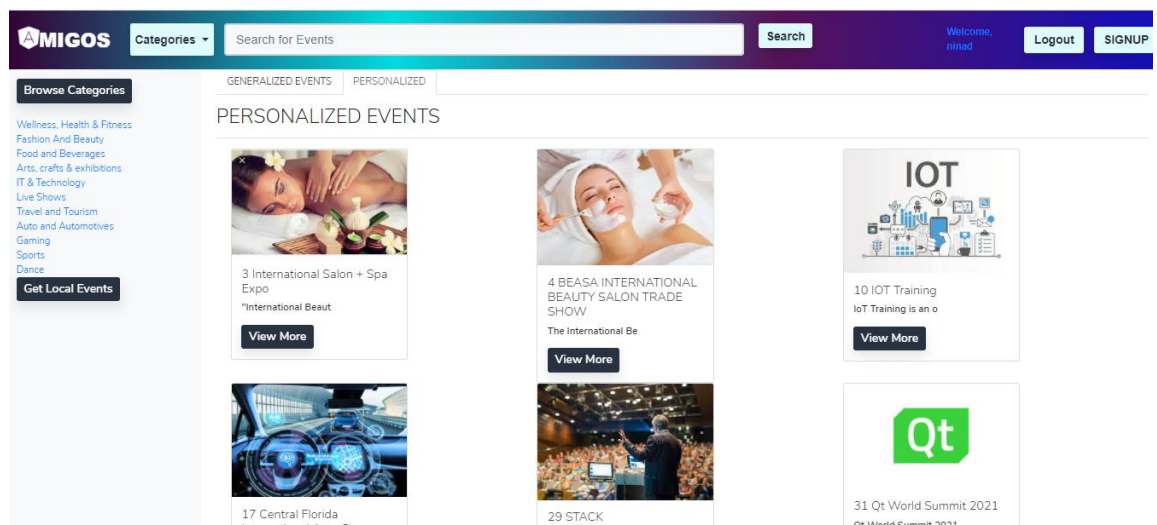 AMIGOS
Categories
Search for Events
Search
Welcome,
ninad
Logout
SIGNUP
Browse Categories
Wellness, Health & Fitness
Fashion And Beauty
Food and Beverages
Arts, crafts & exhibitions
IT & Technology
Live Shows
Travel and Tourism
Auto and Automotives
Gaming
Sports
Dance
Get Local Events
GENERALIZED EVENTS
PERSONALIZED
PERSONALIZED EVENTS
3 International Salon + Spa
Expo
"International Beaut
View More
4 BEASA INTERNATIONAL
BEAUTY SALON TRADE
SHOW
The International Be
View More
IOT
10 IOT Training
IoT Training is an o
View More
17 Central Florida
29 STACK
Qt
31 Qt World Summit 2021
Qt World Summit 2021